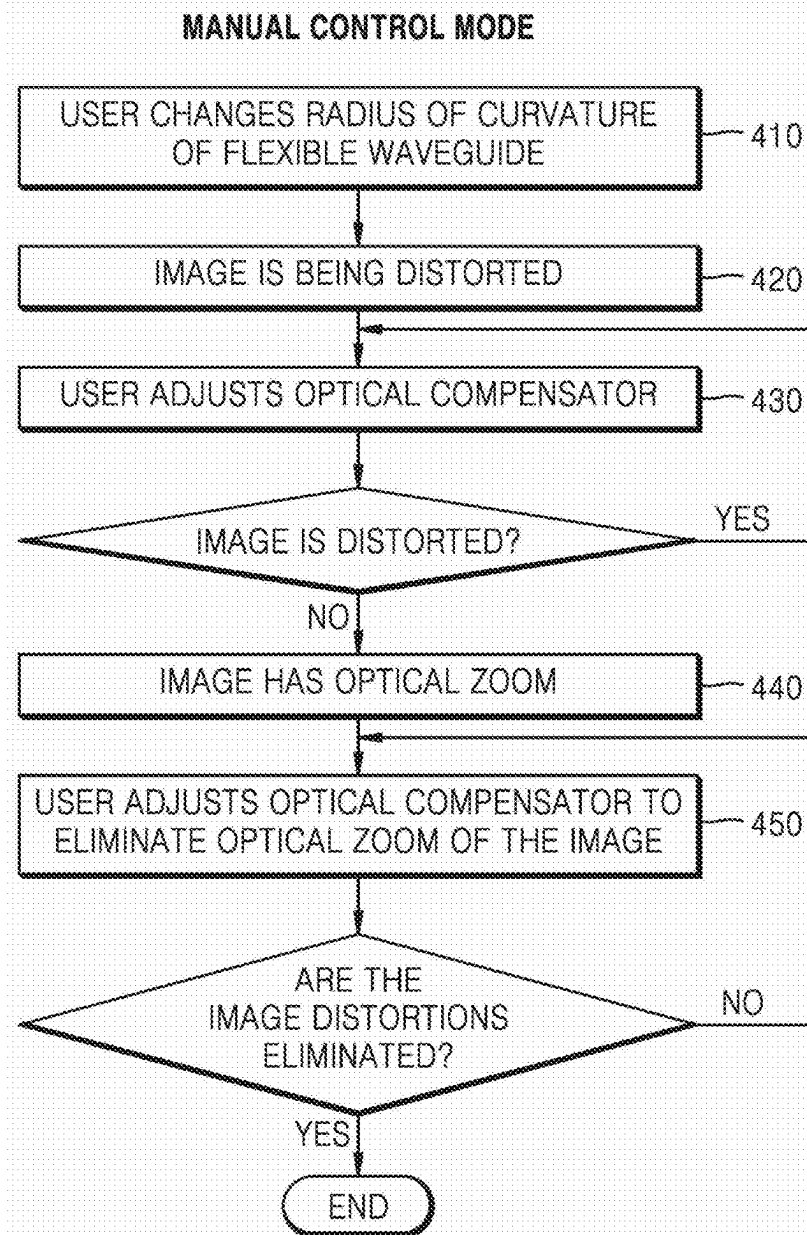 MANUAL CONTROL MODE
USER CHANGES RADIUS OF CURVATURE
OF FLEXIBLE WAVEGUIDE
410
IMAGE IS BEING DISTORTED
420
USER ADJUSTS OPTICAL COMPENSATOR
430
IMAGE IS DISTORTED?
YES
NO
IMAGE HAS OPTICAL ZOOM
440
USER ADJUSTS OPTICAL COMPENSATOR TO
ELIMINATE OPTICAL ZOOM OF THE IMAGE
450
ARE THE
IMAGE DISTORTIONS
ELIMINATED?
NO
YES
END